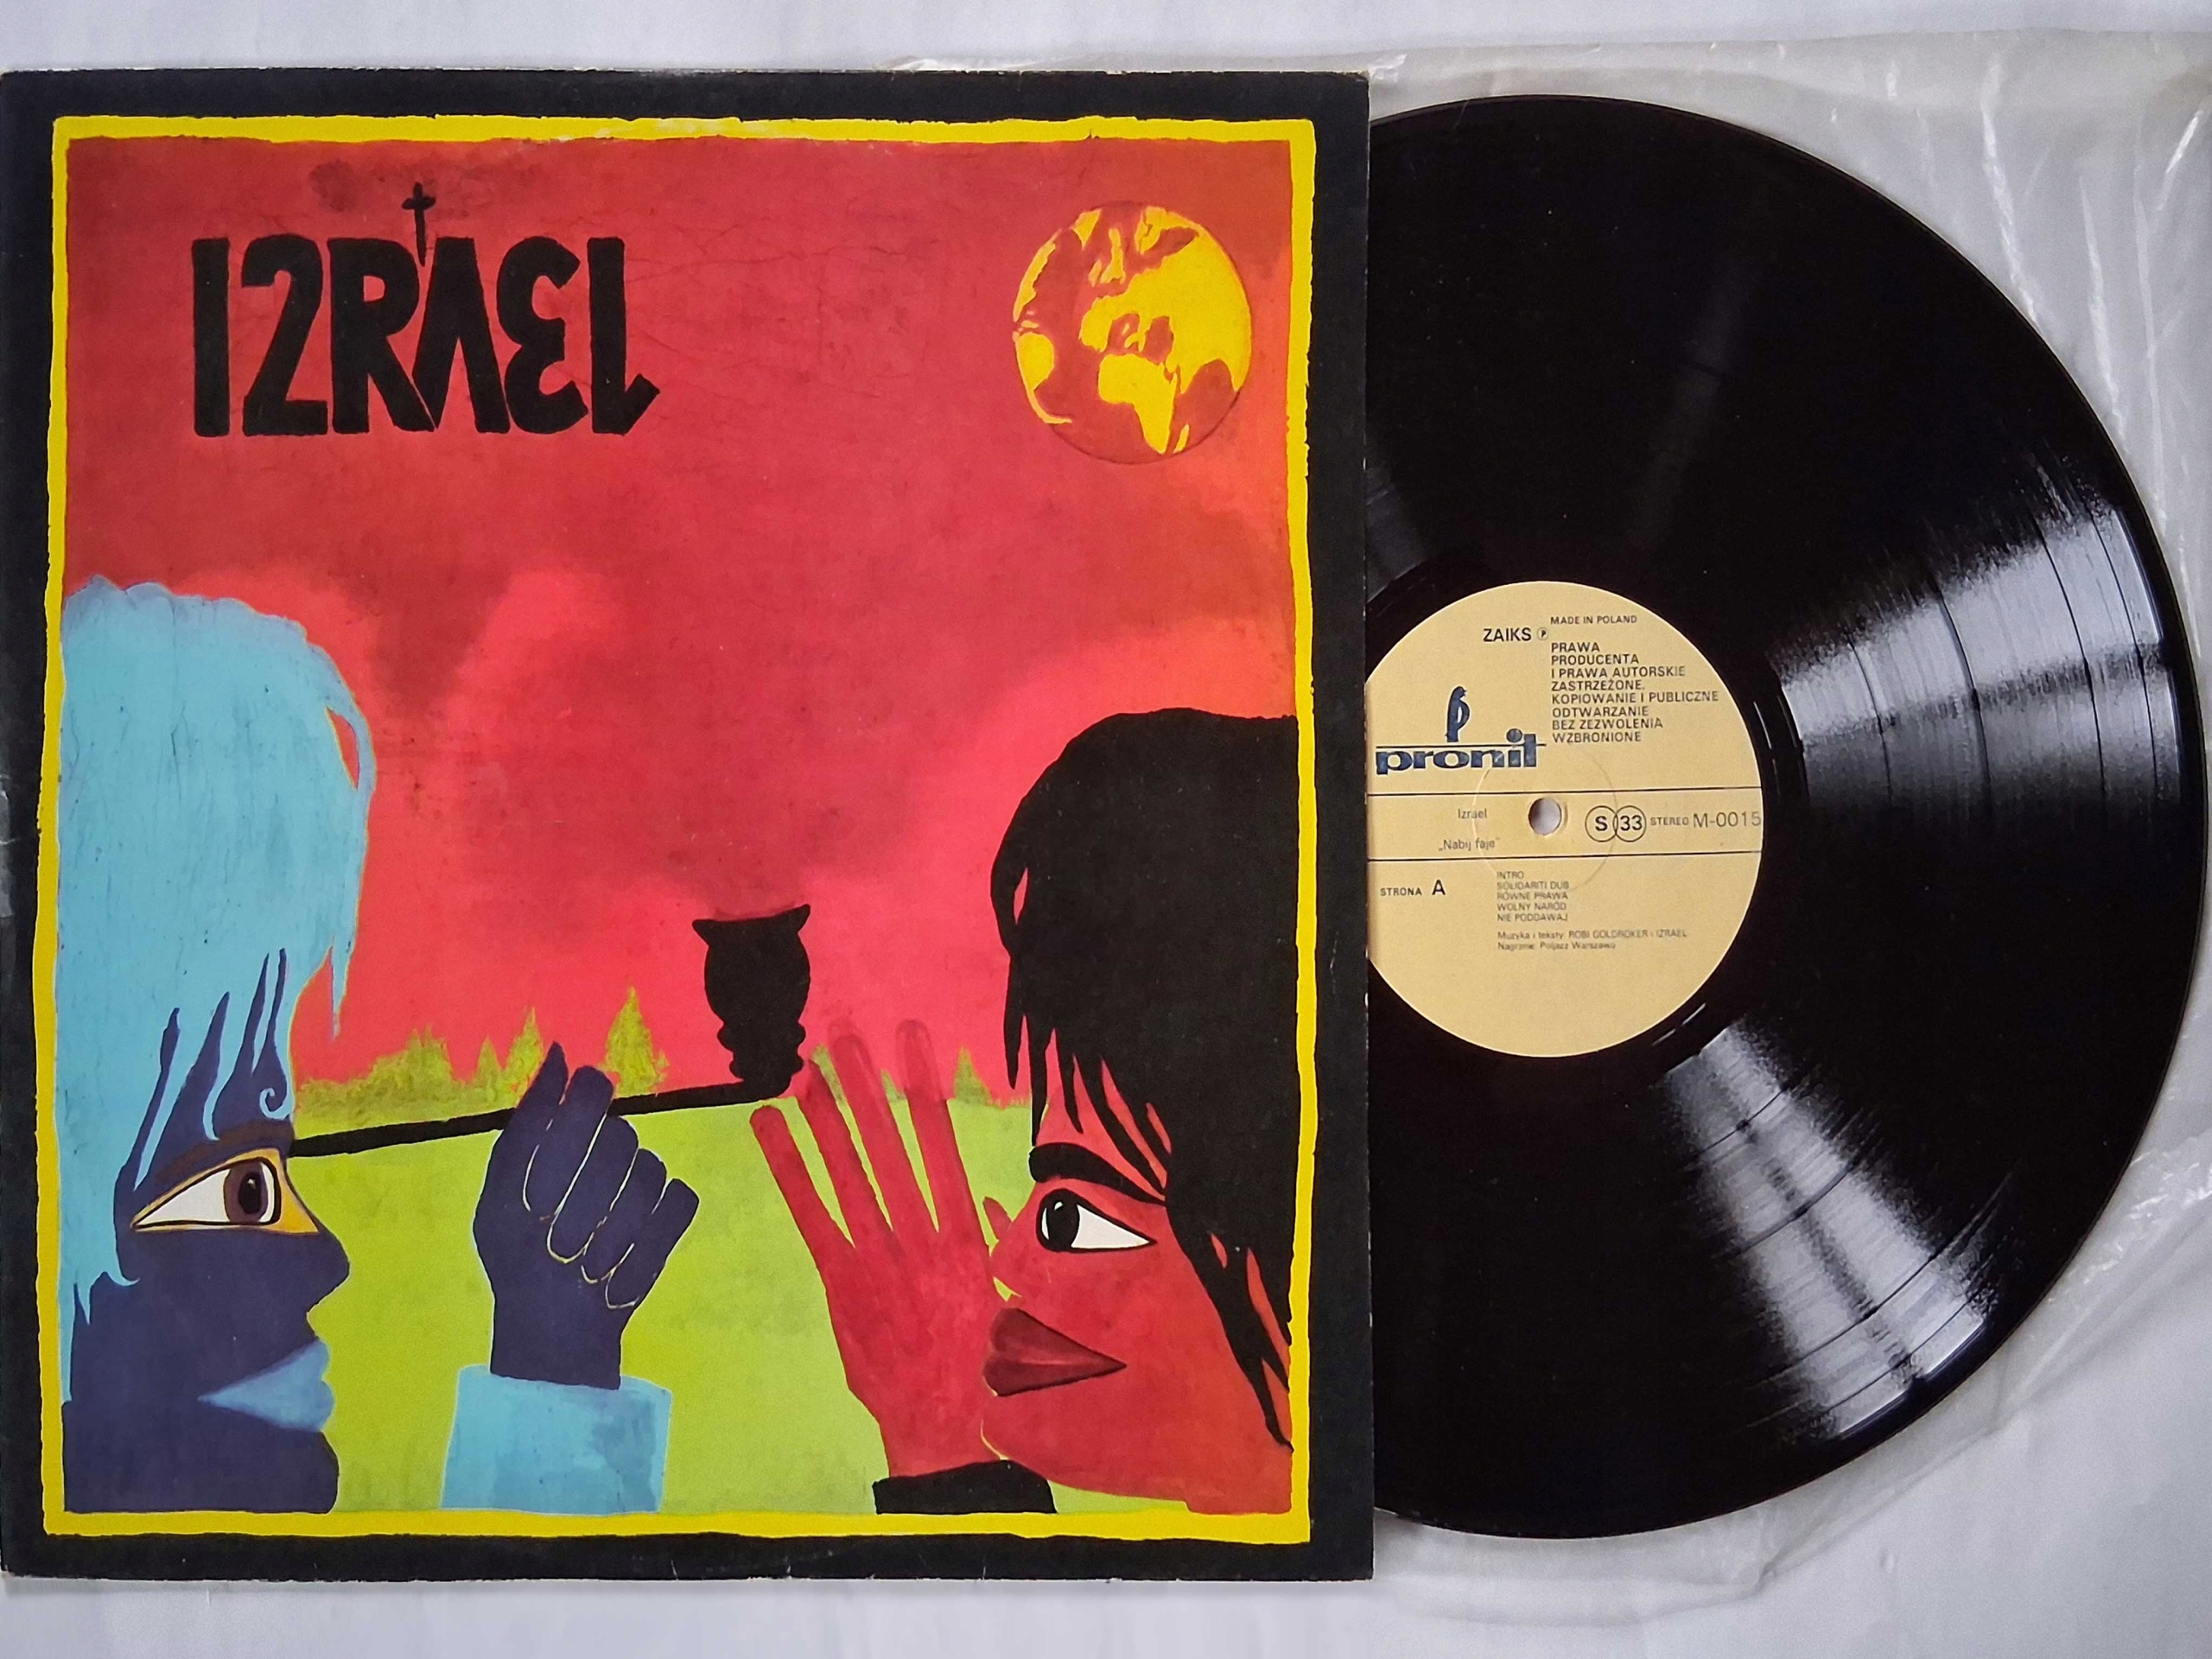 IZRAEL
MADE IN POLAND
ZAIKS Ⓟ
PRAWA
PRODUCENTA
I PRAWA AUTORSKIE
ZASTRZEŻONE.
KOPIOWANIE I PUBLICZNE
ODTWARZANIE
BEZ ZEZWOLENIA
WZBRONIONE
pronit
Izrael
„Nabij faje"
S 33 STEREO M-0015
STRONA A
INTRO
SOLIDARITI DUB
RÓWNE PRAWA
WOLNY NARÓD
NIE PODDAWAJ
Muzyka i teksty: ROBI GOLDROKER i IZRAEL
Nagranie: Poljazz Warszawa